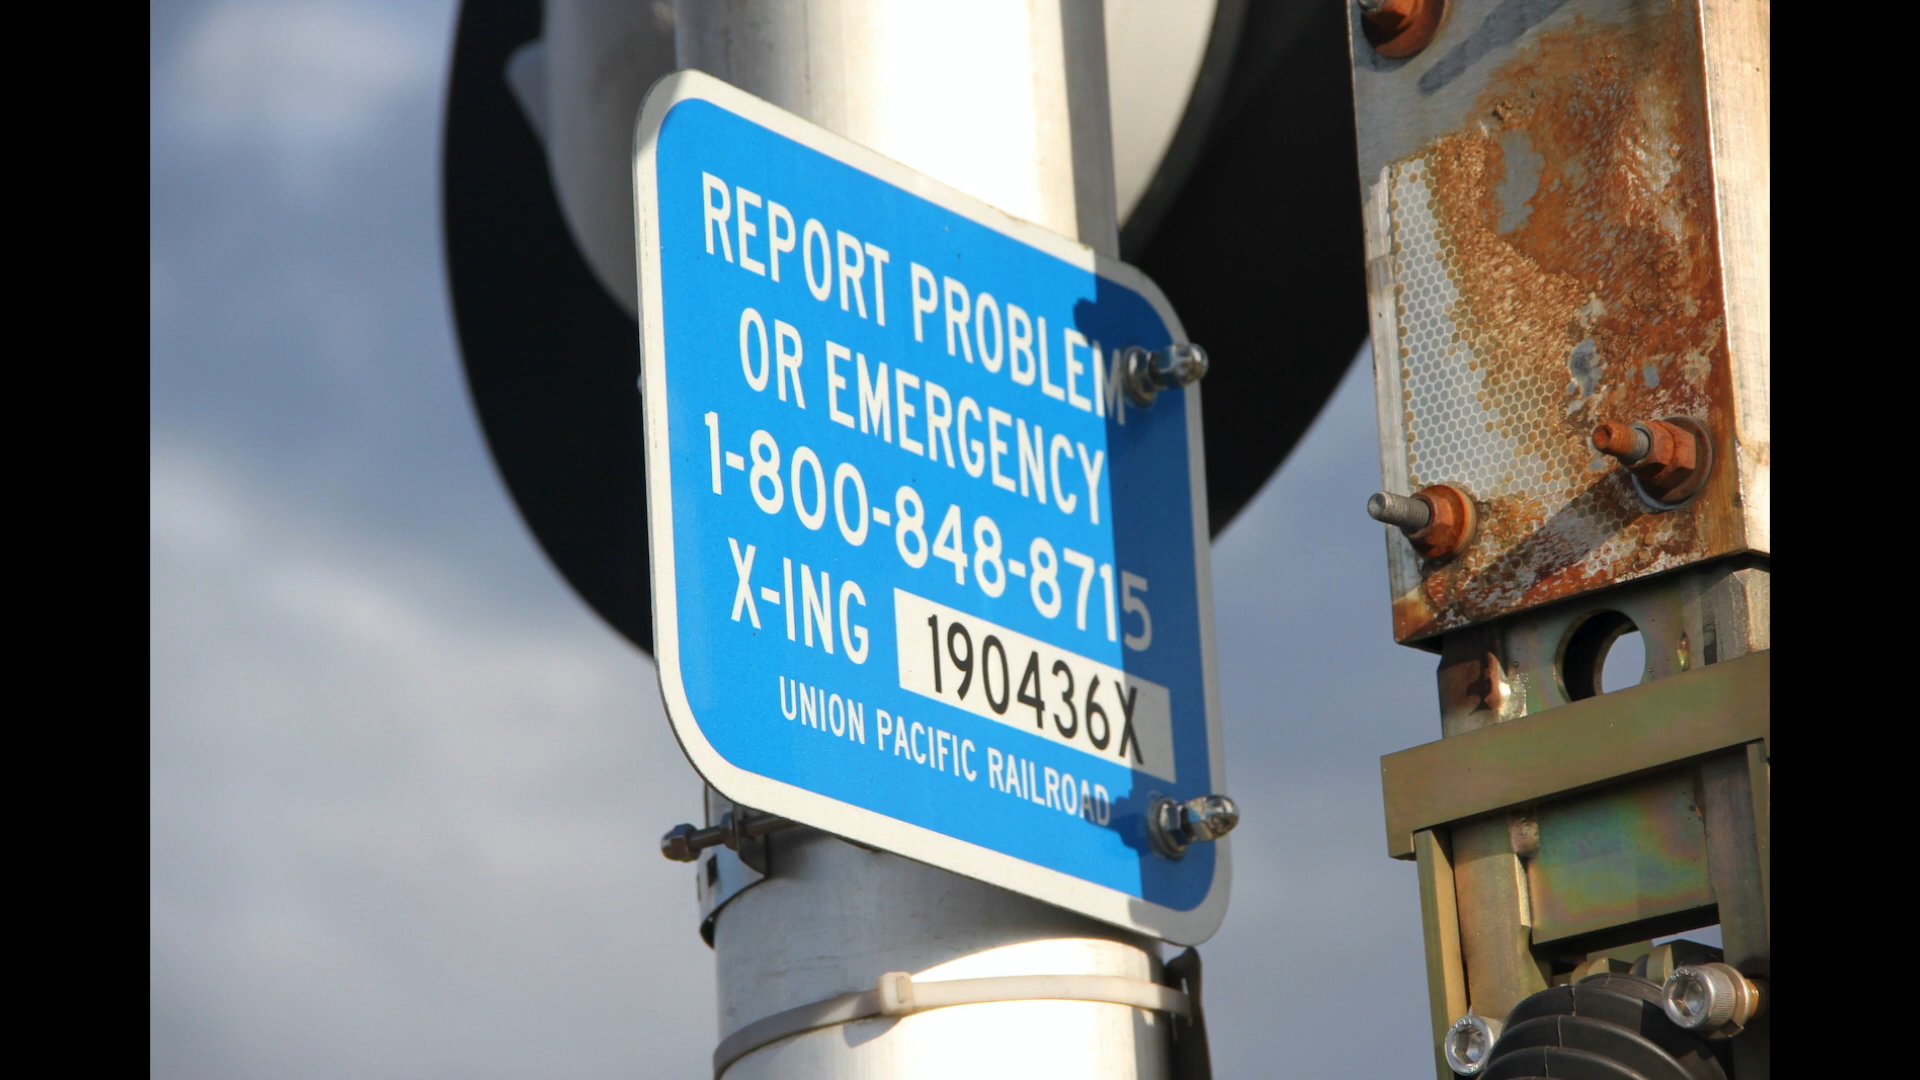 REPORT PROBLEM
OR EMERGENCY
1-800-848-8715
X-ING 190436X
UNION PACIFIC RAILROAD